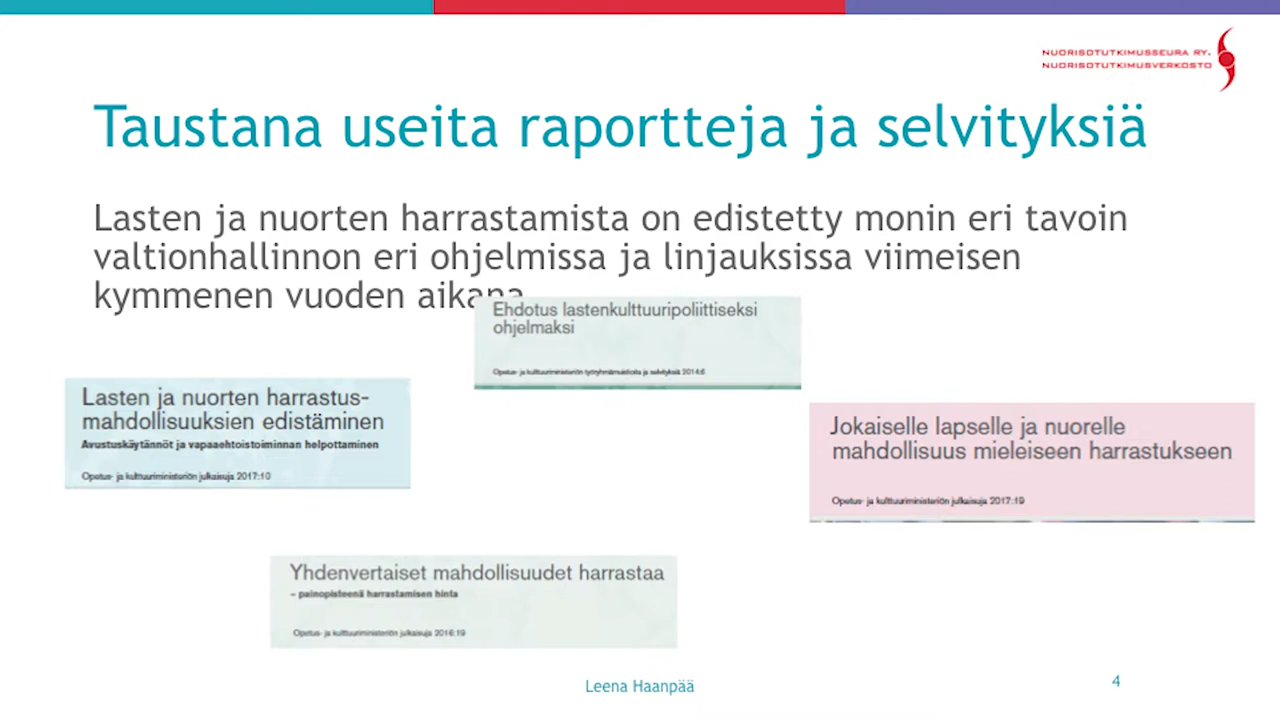 NUORISOTUTKIMUSSEURA RY.
NUORISOTUTKIMUSVERKOSTO
Taustana useita raportteja ja selvityksiä
Lasten ja nuorten harrastamista on edistetty monin eri tavoin
valtionhallinnon eri ohjelmissa ja linjauksissa viimeisen
kymmenen vuoden aikana
Ehdotus lastenkulttuuripoliittiseksi
ohjelmaksi
Opetus- ja kulttuuriministeriön työryhmämuistioita ja selvityksiä 2014:6
Lasten ja nuorten harrastus-
mahdollisuuksien edistäminen
Avustuskäytännöt ja vapaaehtoistoiminnan helpottaminen
Opetus- ja kulttuuriministeriön julkaisuja 2017:10
Jokaiselle lapselle ja nuorelle
mahdollisuus mieleiseen harrastukseen
Opetus- ja kulttuuriministeriön julkaisuja 2017:19
Yhdenvertaiset mahdollisuudet harrastaa
– painopisteenä harrastamisen hinta
Opetus- ja kulttuuriministeriön julkaisuja 2016:19
Leena Haanpää
4